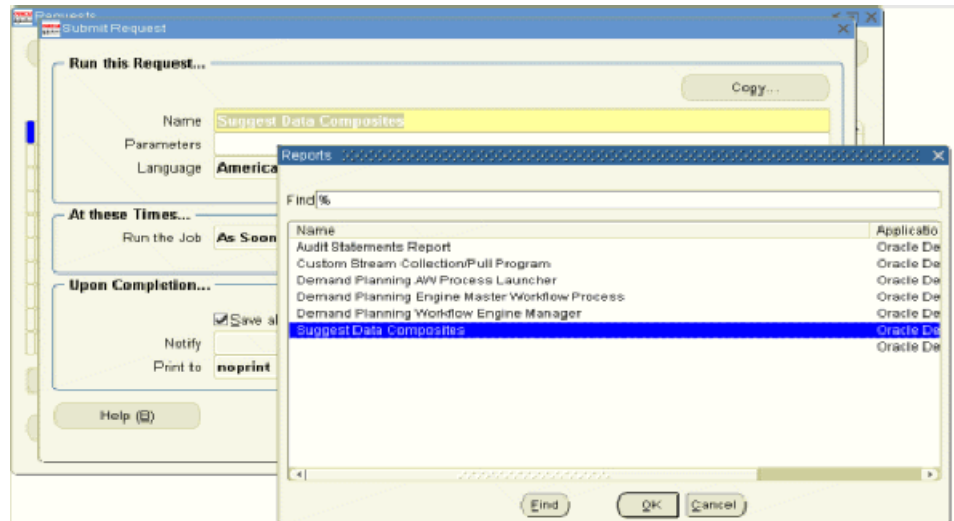 Requests
Submit Request
Run this Request...
Copy...
Name Suggest Data Composites
Parameters
Language America
At these Times...
Run the Job As Soon
Upon Completion...
Save al
Notify
Print to noprint
Help (B)
Reports
Find %
Name Applicatio
Audit Statements Report Oracle De
Custom Stream Collection/Pull Program Oracle De
Demand Planning AW Process Launcher Oracle De
Demand Planning Engine Master Workflow Process Oracle De
Demand Planning Workflow Engine Manager Oracle De
Suggest Data Composites Oracle De
Oracle De
Find OK Cancel